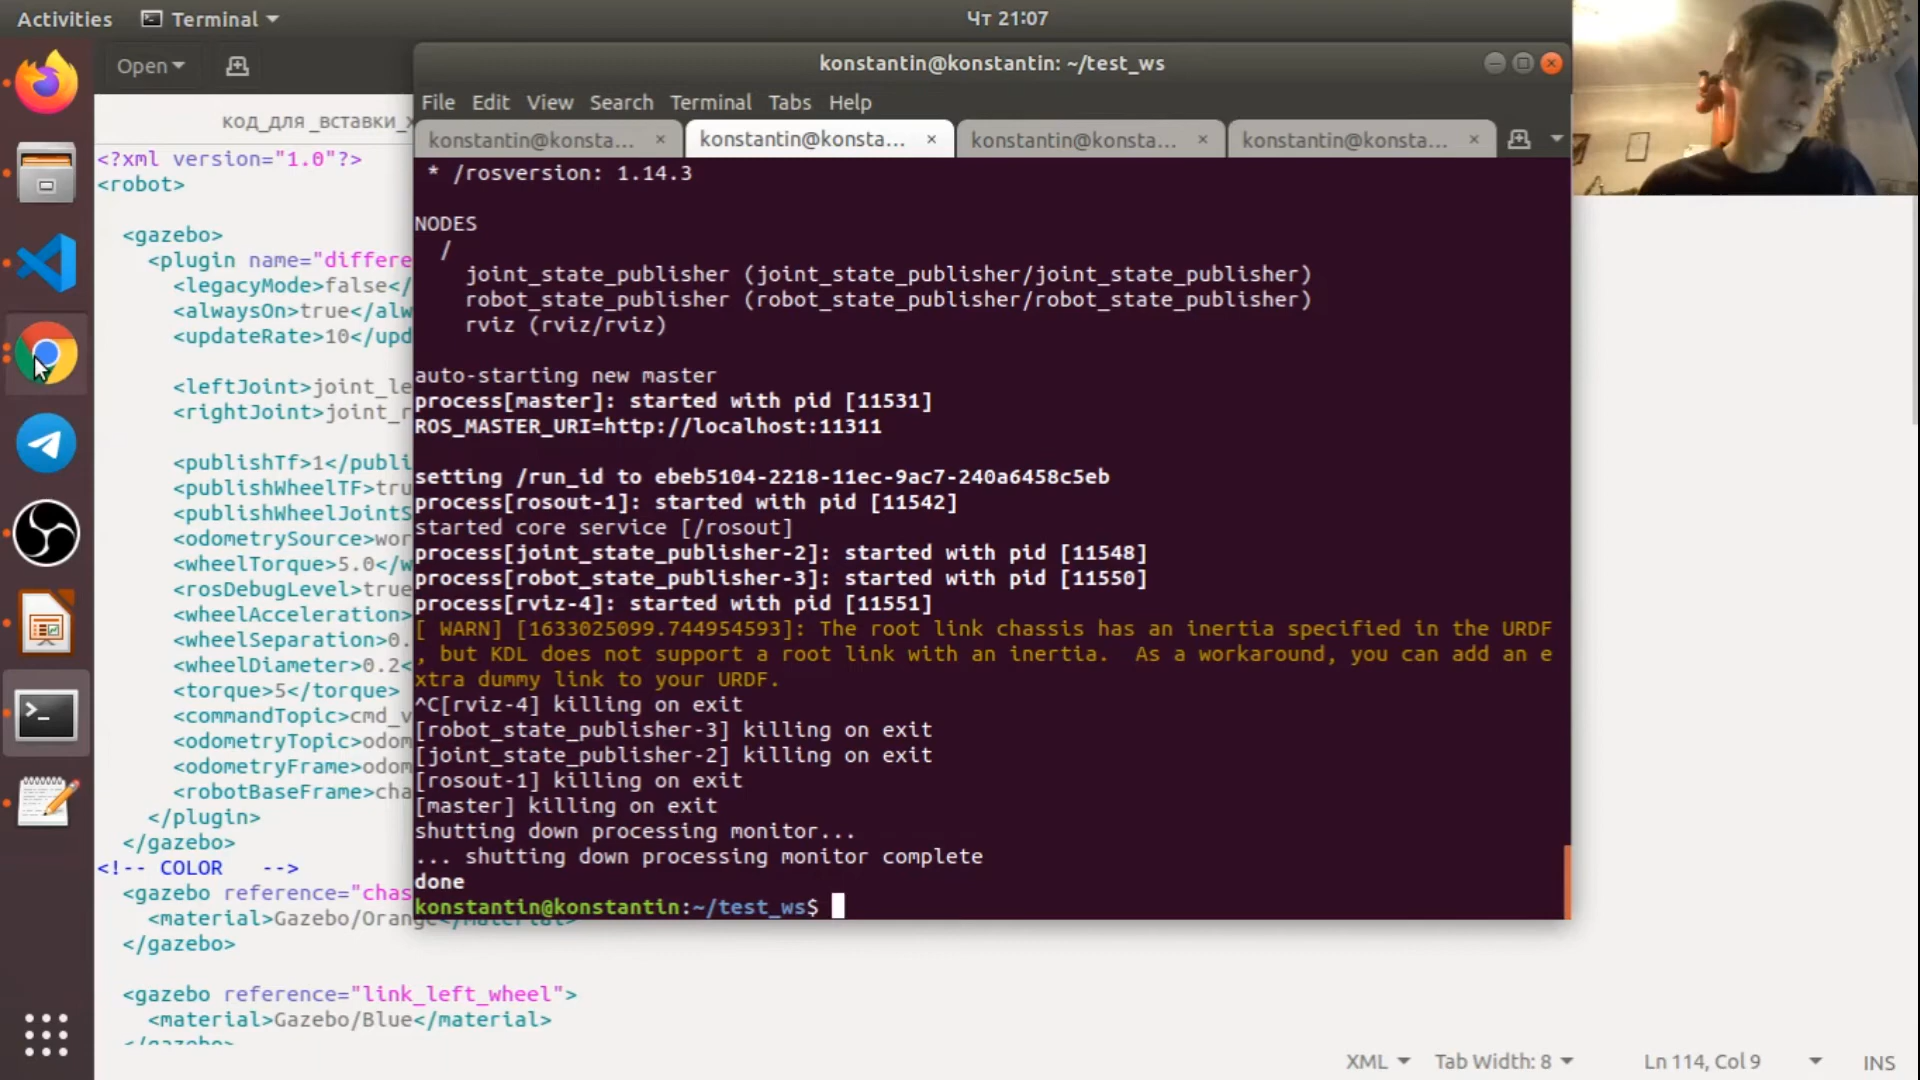 Activities
Terminal
Чт 21:07
Open
konstantin@konstantin: ~/test_ws
File Edit View Search Terminal Tabs Help
код_для _вставки_
konstantin@konsta...
konstantin@konsta...
konstantin@konsta...
konstantin@konsta...
<?xml version="1.0"?>
<robot>
<gazebo>
<plugin name="differe
<legacyMode>false</
<alwaysOn>true</alw
<updateRate>10</upd
<leftJoint>joint_le
<rightJoint>joint_r
<publishTf>1</publi
<publishWheelTF>tru
<publishWheelJointS
<odometrySource>wor
<wheelTorque>5.0</w
<rosDebugLevel>true
<wheelAcceleration>
<wheelSeparation>0.
<wheelDiameter>0.2<
<torque>5</torque>
<commandTopic>cmd_v
<odometryTopic>odom
<odometryFrame>odom
<robotBaseFrame>cha
</plugin>
</gazebo>
<!-- COLOR   -->
<gazebo reference="chas
<material>Gazebo/Orange</material>
</gazebo>
<gazebo reference="link_left_wheel">
<material>Gazebo/Blue</material>
</gazebo>
* /rosversion: 1.14.3
NODES
/
joint_state_publisher (joint_state_publisher/joint_state_publisher)
robot_state_publisher (robot_state_publisher/robot_state_publisher)
rviz (rviz/rviz)
auto-starting new master
process[master]: started with pid [11531]
ROS_MASTER_URI=http://localhost:11311
setting /run_id to ebeb5104-2218-11ec-9ac7-240a6458c5eb
process[rosout-1]: started with pid [11542]
started core service [/rosout]
process[joint_state_publisher-2]: started with pid [11548]
process[robot_state_publisher-3]: started with pid [11550]
process[rviz-4]: started with pid [11551]
[ WARN] [1633025099.744954593]: The root link chassis has an inertia specified in the URDF
, but KDL does not support a root link with an inertia.  As a workaround, you can add an e
xtra dummy link to your URDF.
^C[rviz-4] killing on exit
[robot_state_publisher-3] killing on exit
[joint_state_publisher-2] killing on exit
[rosout-1] killing on exit
[master] killing on exit
shutting down processing monitor...
... shutting down processing monitor complete
done
konstantin@konstantin:~/test_ws$
XML
Tab Width: 8
Ln 114, Col 9
INS